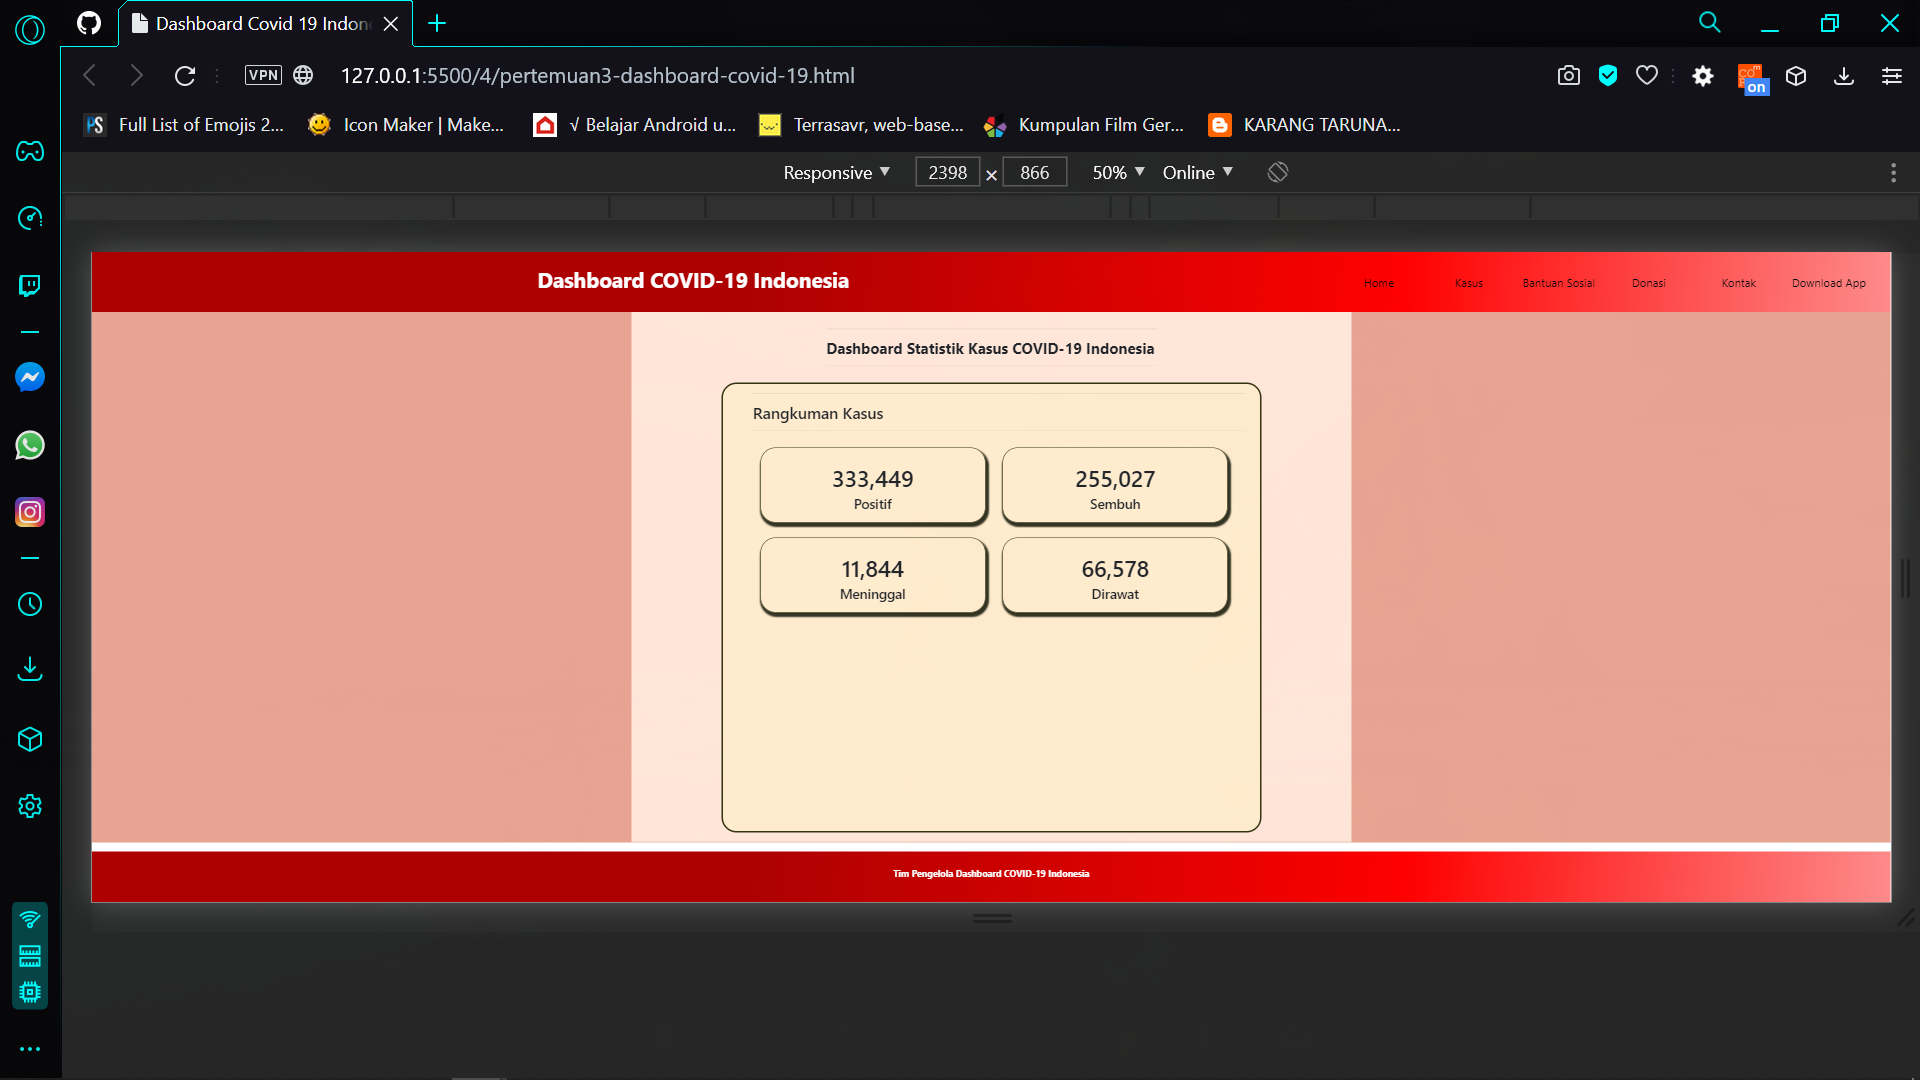 Dashboard Covid 19 Indon
VPN 127.0.0.1:5500/4/pertemuan3-dashboard-covid-19.html on
Full List of Emojis 2... Icon Maker | Make... √ Belajar Android u... Terrasavr, web-base... Kumpulan Film Ger... KARANG TARUNA...
Responsive ▼ 2398 × 866 50% ▼ Online ▼
Dashboard COVID-19 Indonesia Home Kasus Bantuan Sosial Donasi Kontak Download App
Dashboard Statistik Kasus COVID-19 Indonesia
Rangkuman Kasus
333,449 255,027
Positif Sembuh
11,844 66,578
Meninggal Dirawat
Tim Pengelola Dashboard COVID-19 Indonesia